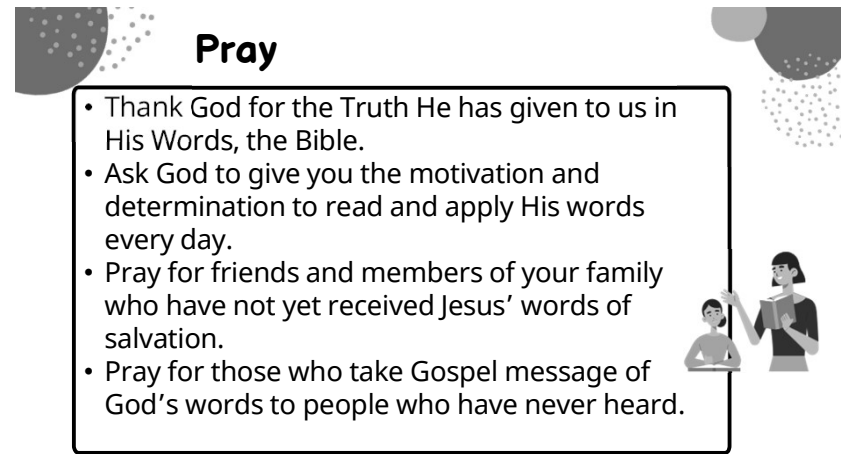 Pray
• Thank God for the Truth He has given to us in
His Words, the Bible.
• Ask God to give you the motivation and
determination to read and apply His words
every day.
• Pray for friends and members of your family
who have not yet received Jesus’ words of
salvation.
• Pray for those who take Gospel message of
God’s words to people who have never heard.